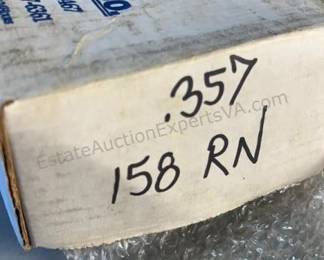 .357
EstateAuctionExpertsVA.com
158 RN